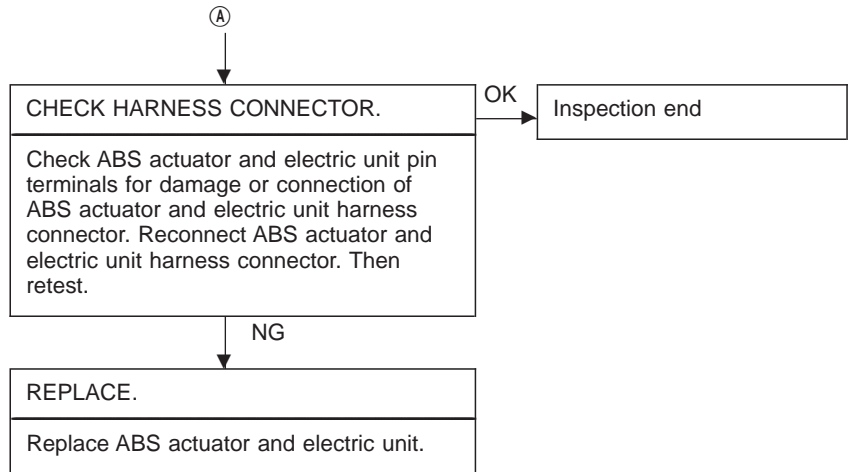 Ⓐ
CHECK HARNESS CONNECTOR.
OK
Inspection end
Check ABS actuator and electric unit pin
terminals for damage or connection of
ABS actuator and electric unit harness
connector. Reconnect ABS actuator and
electric unit harness connector. Then
retest.
NG
REPLACE.
Replace ABS actuator and electric unit.